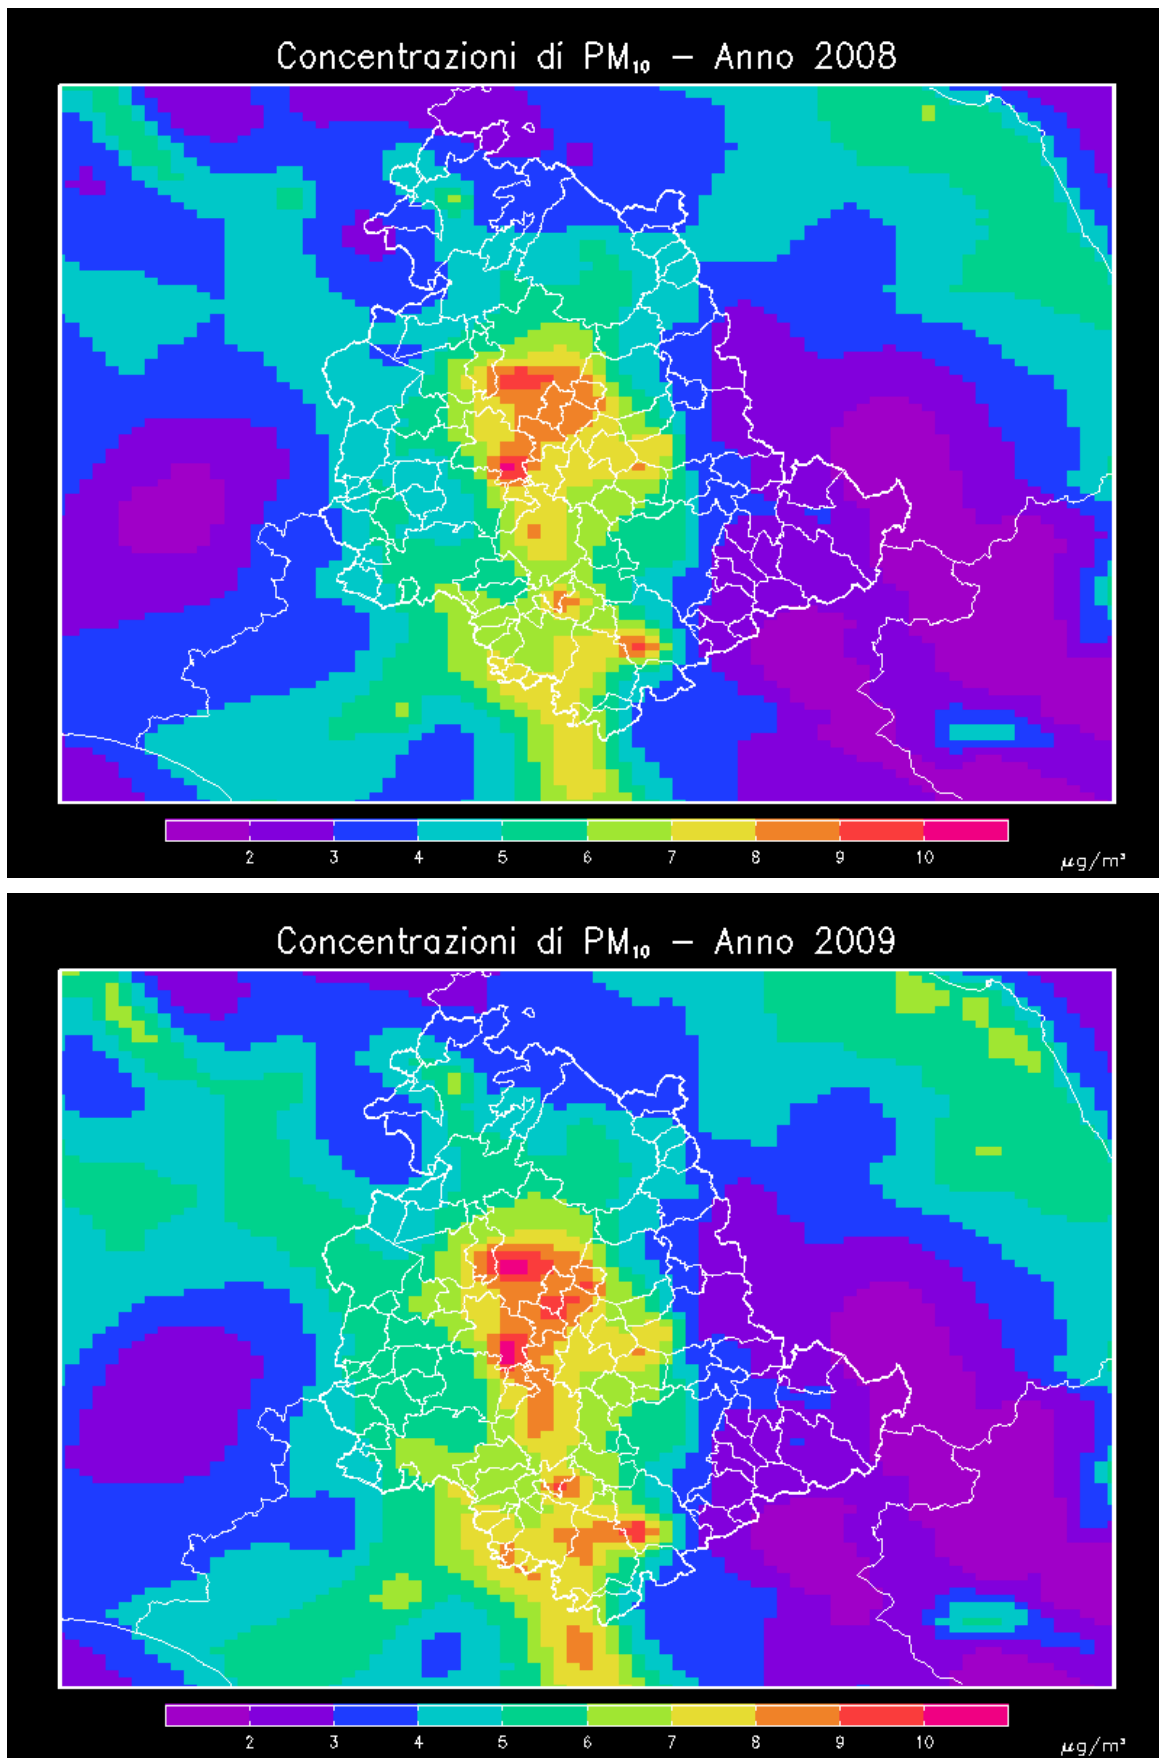 Concentrazioni di PM₁₀ – Anno 2008
2 3 4 5 6 7 8 9 10
μg/m³
Concentrazioni di PM₁₀ – Anno 2009
2 3 4 5 6 7 8 9 10
μg/m³